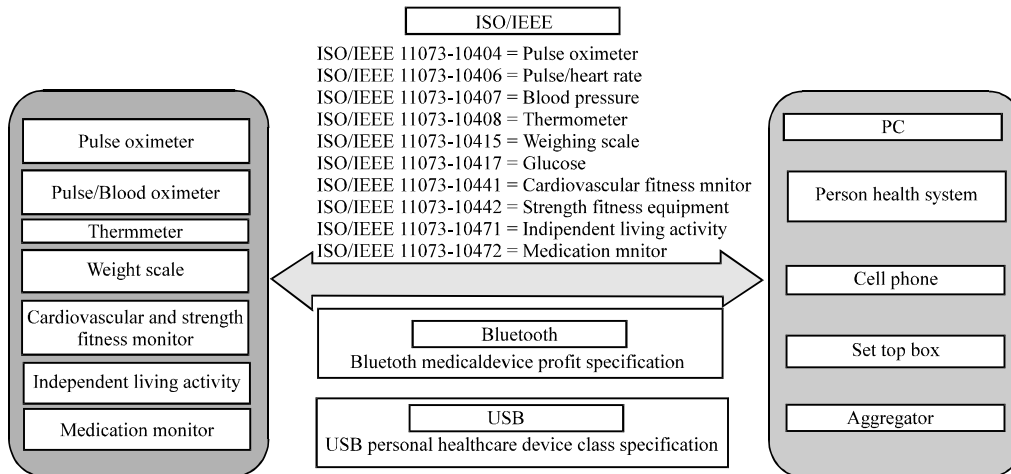 ISO/IEEE
ISO/IEEE 11073-10404 = Pulse oximeter
ISO/IEEE 11073-10406 = Pulse/heart rate
ISO/IEEE 11073-10407 = Blood pressure
ISO/IEEE 11073-10408 = Thermometer
ISO/IEEE 11073-10415 = Weighing scale
ISO/IEEE 11073-10417 = Glucose
ISO/IEEE 11073-10441 = Cardiovascular fitness mnitor
ISO/IEEE 11073-10442 = Strength fitness equipment
ISO/IEEE 11073-10471 = Indipendent living activity
ISO/IEEE 11073-10472 = Medication mnitor
Pulse oximeter
Pulse/Blood oximeter
Thermmeter
Weight scale
Cardiovascular and strength
fitness monitor
Independent living activity
Medication monitor
Bluetooth
Bluetoth medicaldevice profit specification
USB
USB personal healthcare device class specification
PC
Person health system
Cell phone
Set top box
Aggregator